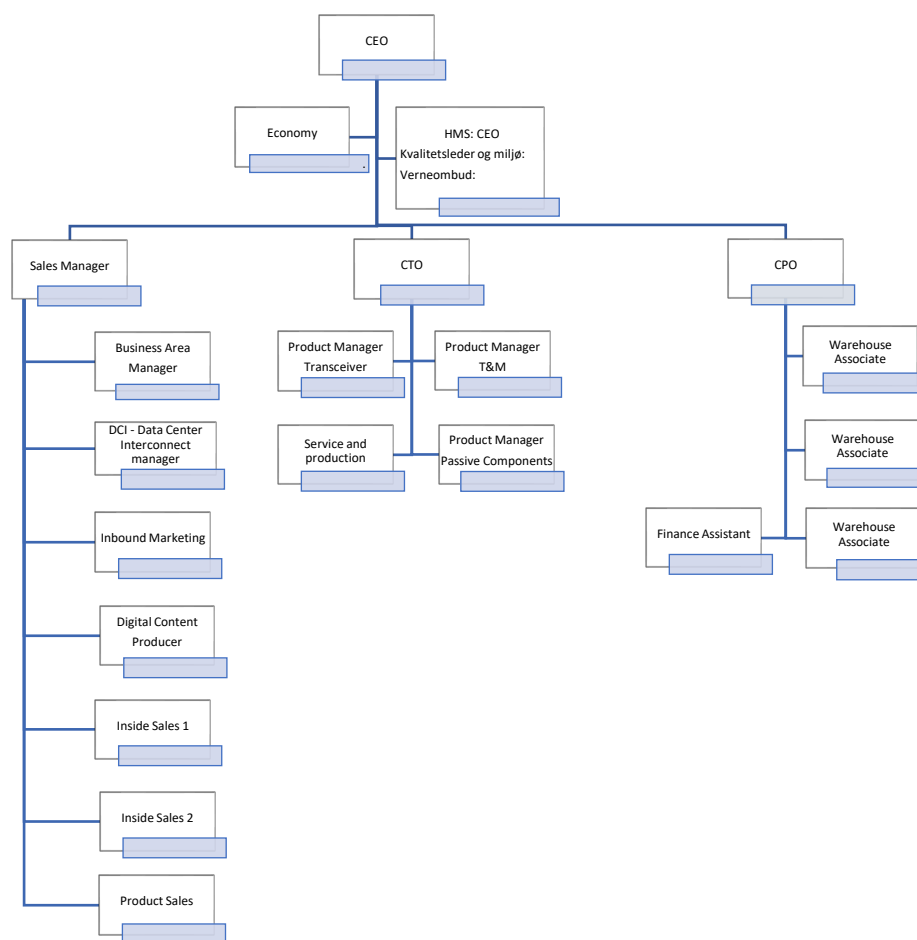 CEO
Economy
.
HMS: CEO
Kvalitetsleder og miljø:
Verneombud:
Sales Manager
CTO
CPO
Business Area
Manager
DCI - Data Center
Interconnect
manager
Inbound Marketing
Digital Content
Producer
Inside Sales 1
Inside Sales 2
Product Sales
Product Manager
Transceiver
Product Manager
T&M
Service and
production
Product Manager
Passive Components
Warehouse
Associate
Warehouse
Associate
Finance Assistant
Warehouse
Associate